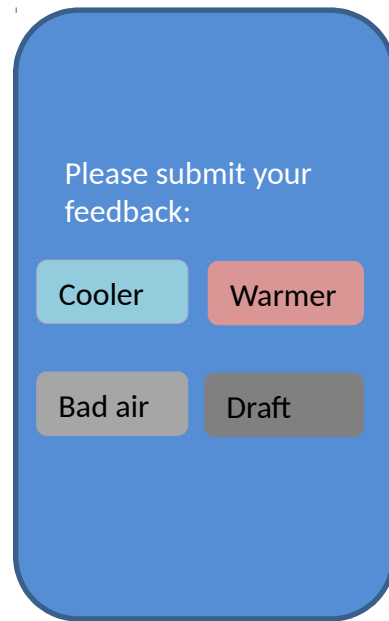 Please submit your
feedback:
Cooler
Warmer
Bad air
Draft